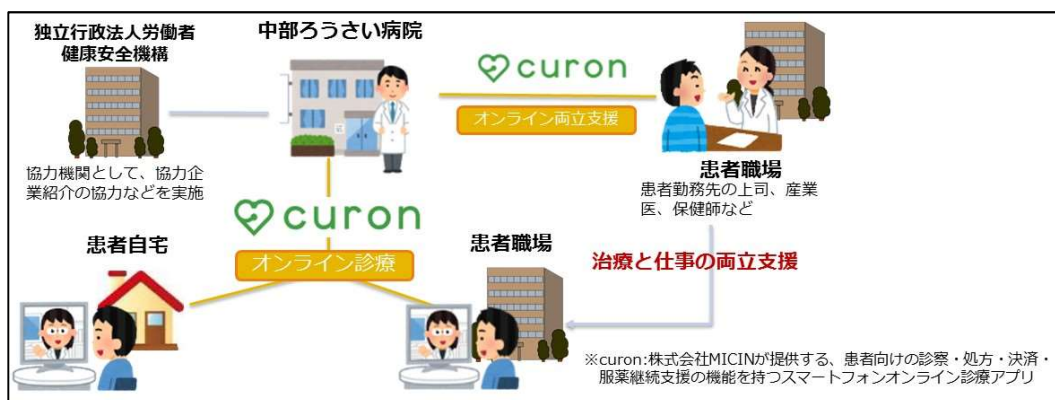 独立行政法人労働者
健康安全機構
協力機関として、協力企
業紹介の協力などを実施
中部ろうさい病院
curon
オンライン両立支援
患者職場
患者勤務先の上司、産業
医、保健師など
curon
オンライン診療
患者自宅
患者職場
治療と仕事の両立支援
※curon:株式会社MICINが提供する、患者向けの診察・処方・決済・
服薬継続支援の機能を持つスマートフォンオンライン診療アプリ